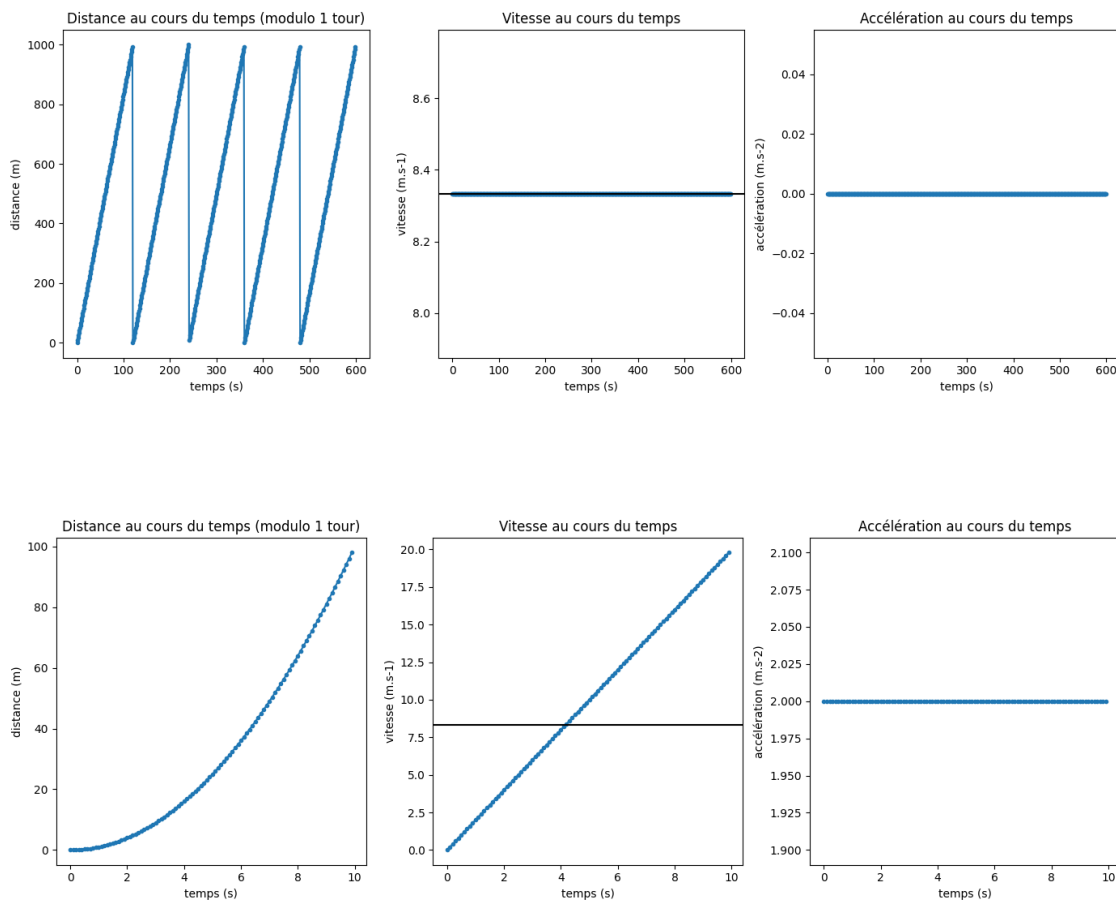 Distance au cours du temps (modulo 1 tour)
1000
800
600
400
200
0
distance (m)
0 100 200 300 400 500 600
temps (s)
Vitesse au cours du temps
8.6
8.4
8.2
8.0
vitesse (m.s-1)
0 100 200 300 400 500 600
temps (s)
Accélération au cours du temps
0.04
0.02
0.00
−0.02
−0.04
accélération (m.s-2)
0 100 200 300 400 500 600
temps (s)
Distance au cours du temps (modulo 1 tour)
100
80
60
40
20
0
distance (m)
0 2 4 6 8 10
temps (s)
Vitesse au cours du temps
20.0
17.5
15.0
12.5
10.0
7.5
5.0
2.5
0.0
vitesse (m.s-1)
0 2 4 6 8 10
temps (s)
Accélération au cours du temps
2.100
2.075
2.050
2.025
2.000
1.975
1.950
1.925
1.900
accélération (m.s-2)
0 2 4 6 8 10
temps (s)